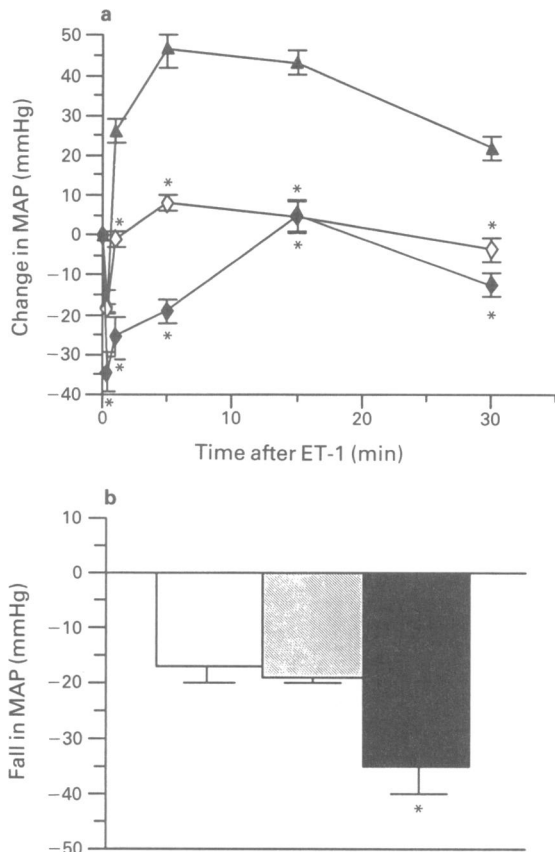 a
50
40
30
20
10
0
−10
−20
−30
−40
Change in MAP (mmHg)
* * * * * * * * *
0 10 20 30
Time after ET-1 (min)
b
10
0
−10
−20
−30
−40
−50
Fall in MAP (mmHg)
*